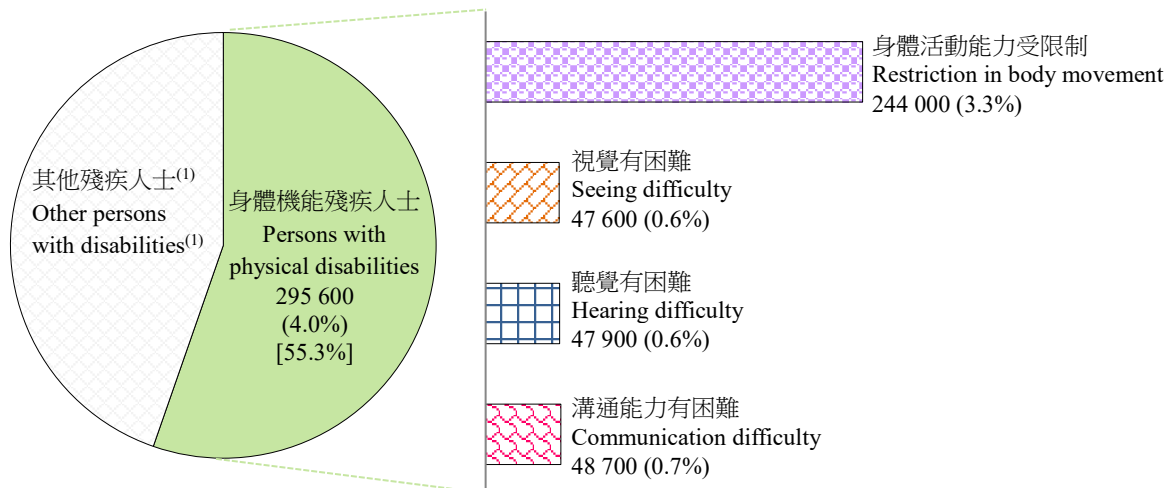 其他殘疾人士(1)
Other persons
with disabilities(1)
身體機能殘疾人士
Persons with
physical disabilities
295 600
(4.0%)
[55.3%]
身體活動能力受限制
Restriction in body movement
244 000 (3.3%)
視覺有困難
Seeing difficulty
47 600 (0.6%)
聽覺有困難
Hearing difficulty
47 900 (0.6%)
溝通能力有困難
Communication difficulty
48 700 (0.7%)